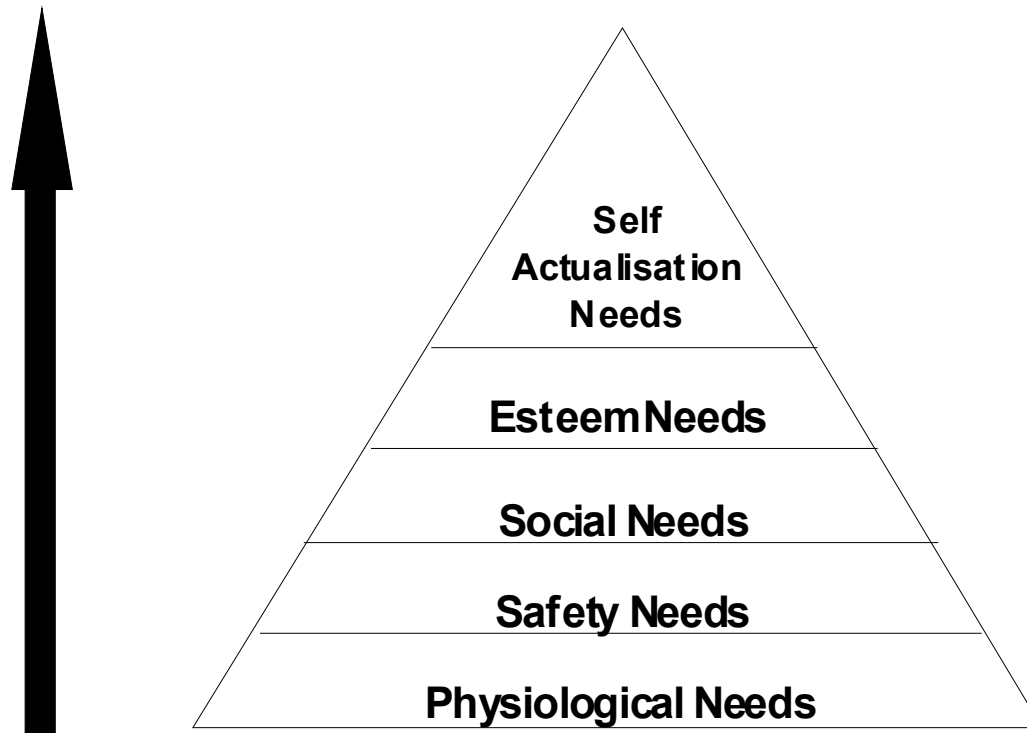 Self
Actualisation
Needs
Esteem Needs
Social Needs
Safety Needs
Physiological Needs